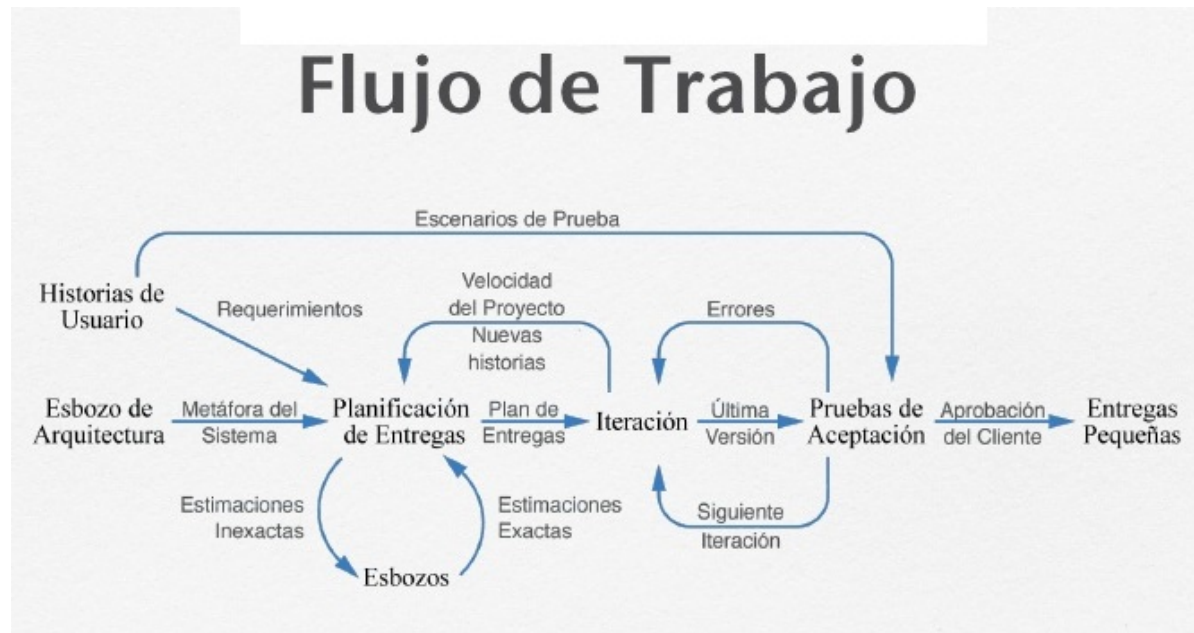 Flujo de Trabajo
Escenarios de Prueba
Historias de
Usuario
Requerimientos
Velocidad
del Proyecto
Nuevas
historias
Errores
Esbozo de
Arquitectura
Metáfora del
Sistema
Planificación
de Entregas
Plan de
Entregas
Iteración
Última
Versión
Pruebas de
Aceptación
Aprobación
del Cliente
Entregas
Pequeñas
Estimaciones
Inexactas
Estimaciones
Exactas
Siguiente
Iteración
Esbozos